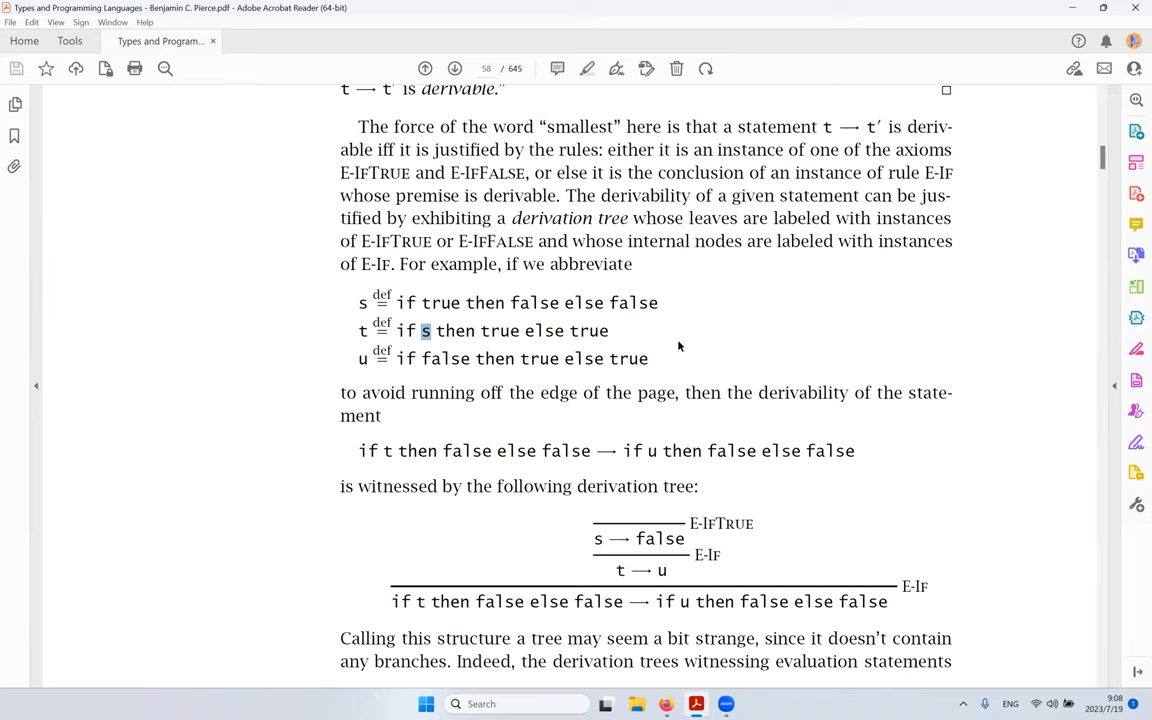 Types and Programming Languages - Benjamin C. Pierce.pdf - Adobe Acrobat Reader (64-bit)
File Edit View Sign Window Help
Home Tools Types and Program... ×
58 / 645
t → t′ is derivable.” □
The force of the word “smallest” here is that a statement t → t′ is deriv-
able iff it is justified by the rules: either it is an instance of one of the axioms
E-IFTRUE and E-IFFALSE, or else it is the conclusion of an instance of rule E-IF
whose premise is derivable. The derivability of a given statement can be jus-
tified by exhibiting a derivation tree whose leaves are labeled with instances
of E-IFTRUE or E-IFFALSE and whose internal nodes are labeled with instances
of E-IF. For example, if we abbreviate
s def= if true then false else false
t def= if s then true else true
u def= if false then true else true
to avoid running off the edge of the page, then the derivability of the state-
ment
if t then false else false → if u then false else false
is witnessed by the following derivation tree:
E-IFTRUE
s → false
E-IF
t → u
E-IF
if t then false else false → if u then false else false
Calling this structure a tree may seem a bit strange, since it doesn’t contain
any branches. Indeed, the derivation trees witnessing evaluation statements
Search
zoom
ENG
9:08
2023/7/19
1